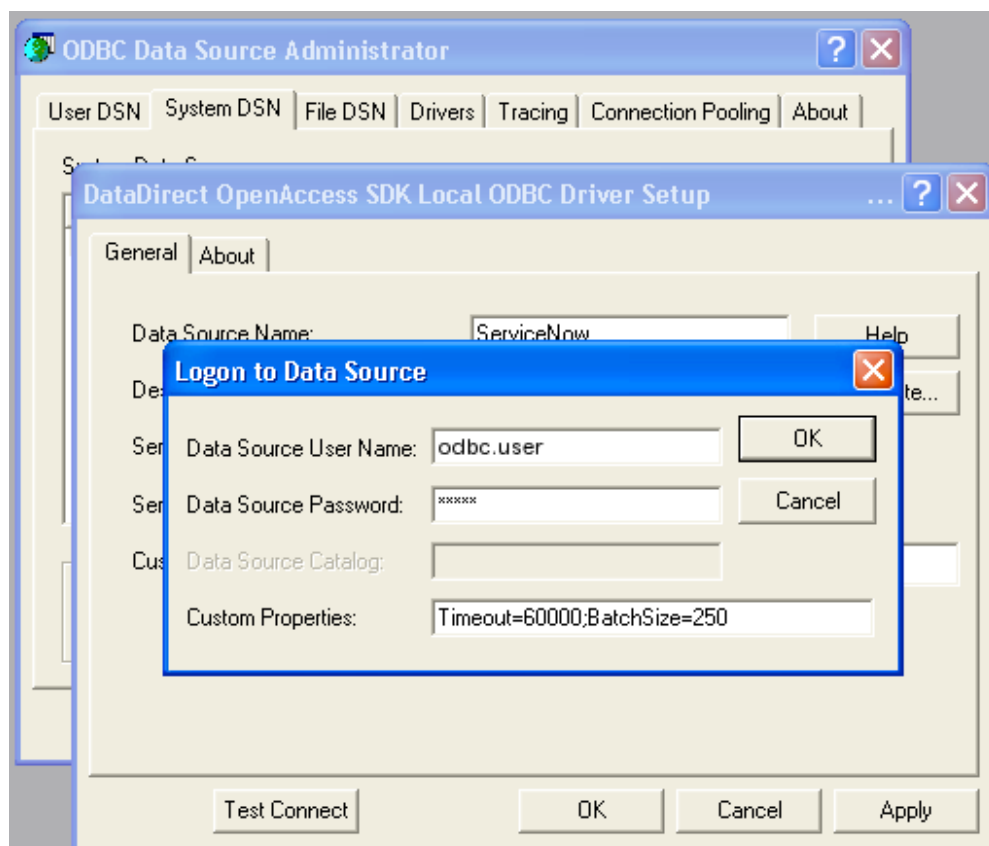 ODBC Data Source Administrator
User DSN System DSN File DSN Drivers Tracing Connection Pooling About
DataDirect OpenAccess SDK Local ODBC Driver Setup ...
General About
Data Source Name: ServiceNow Help
Logon to Data Source
Data Source User Name: odbc.user OK
Data Source Password: ***** Cancel
Data Source Catalog:
Custom Properties: Timeout=60000;BatchSize=250
Test Connect OK Cancel Apply